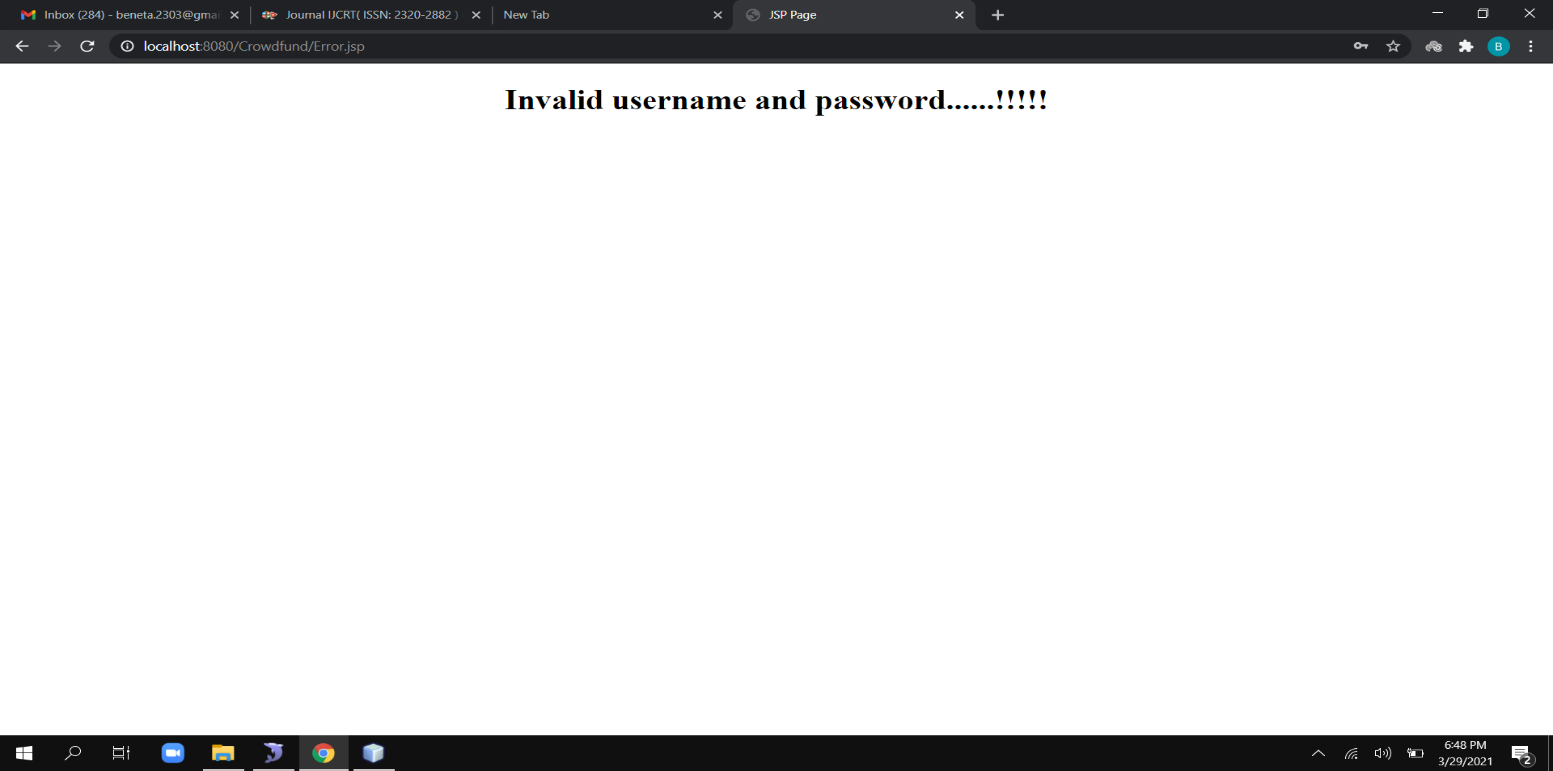 Inbox (284) - beneta.2303@gmai
Journal IJCRT( ISSN: 2320-2882 )
New Tab
JSP Page
localhost:8080/Crowdfund/Error.jsp
B
Invalid username and password......!!!!!
6:48 PM
3/29/2021
2